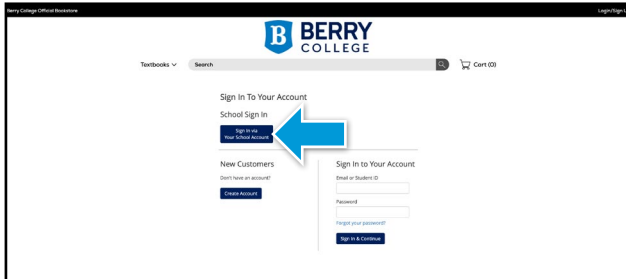 Berry College Official Bookstore
Login/Sign U
B BERRY
COLLEGE
Textbooks
Search
Cart (0)
Sign In To Your Account
School Sign In
Sign In via
Your School Account
New Customers
Don't have an account?
Create Account
Sign In to Your Account
Email or Student ID
Password
Forgot your password?
Sign In & Continue